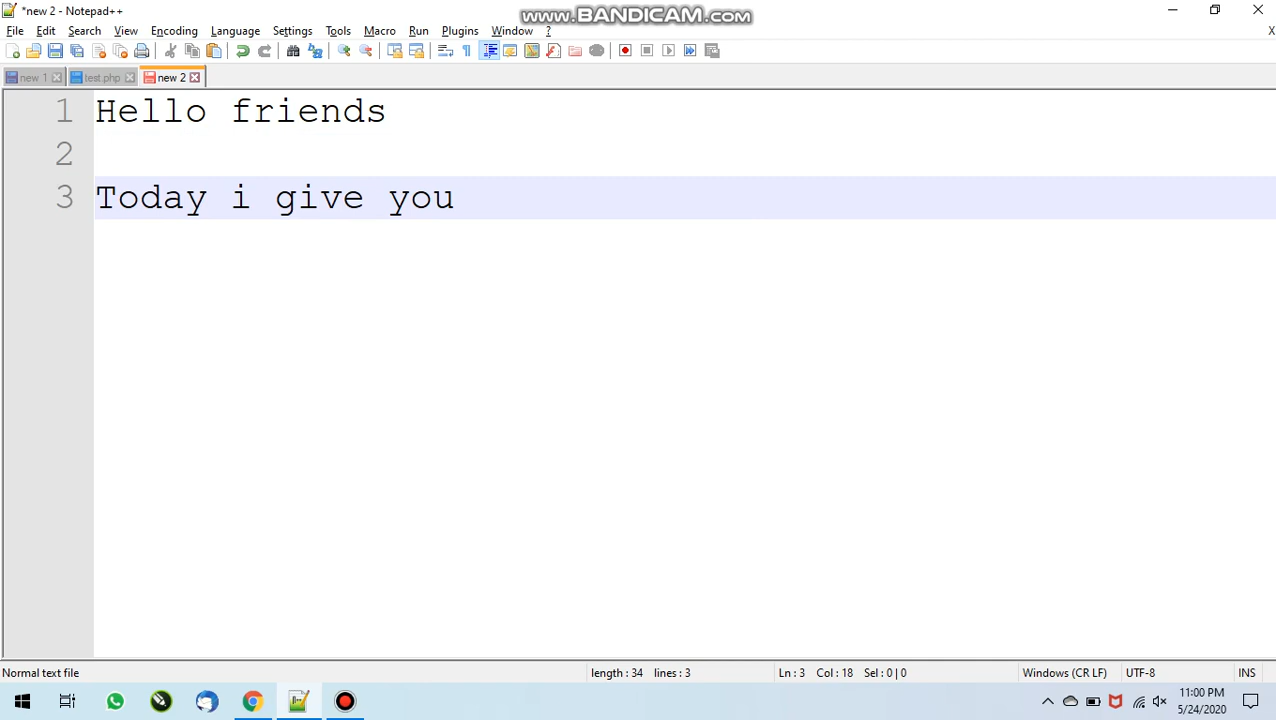 *new 2 - Notepad++
www.BANDICAM.com
File Edit Search View Encoding Language Settings Tools Macro Run Plugins Window ? X
new 1 test.php new 2
1 Hello friends
2
3 Today i give you
Normal text file length : 34 lines : 3 Ln : 3 Col : 18 Sel : 0 | 0 Windows (CR LF) UTF-8 INS
11:00 PM
5/24/2020